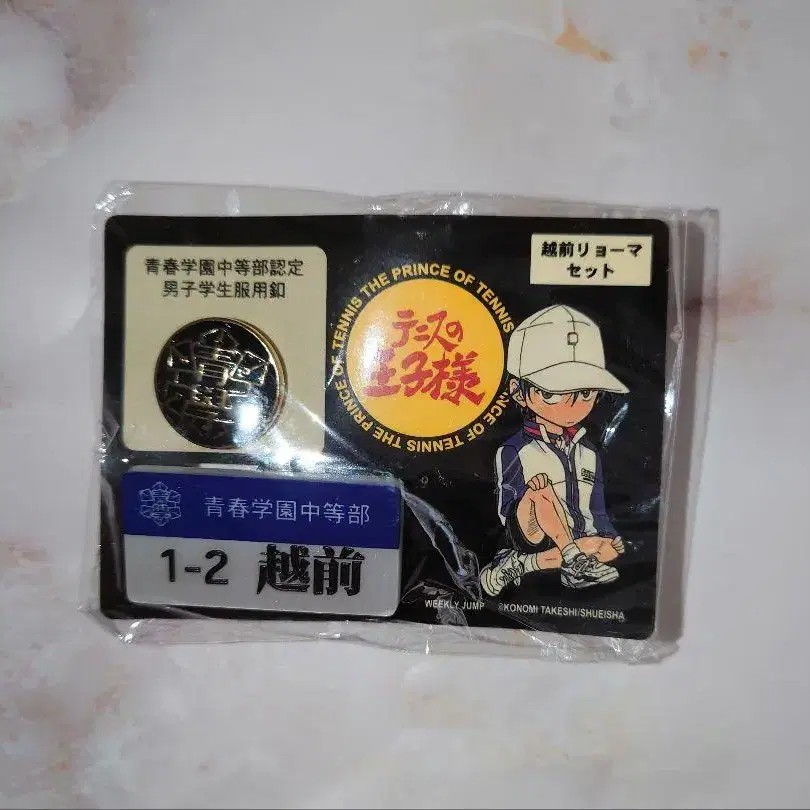 青春学園中等部認定
男子学生服用釦
青學
THE PRINCE OF TENNIS THE PRINCE OF TENNIS THE PRINCE OF TENNIS
テニスの
王子様
越前リョーマ
セット
青春学園中等部
1-2 越前
WEEKLY JUMP ©KONOMI TAKESHI/SHUEISHA